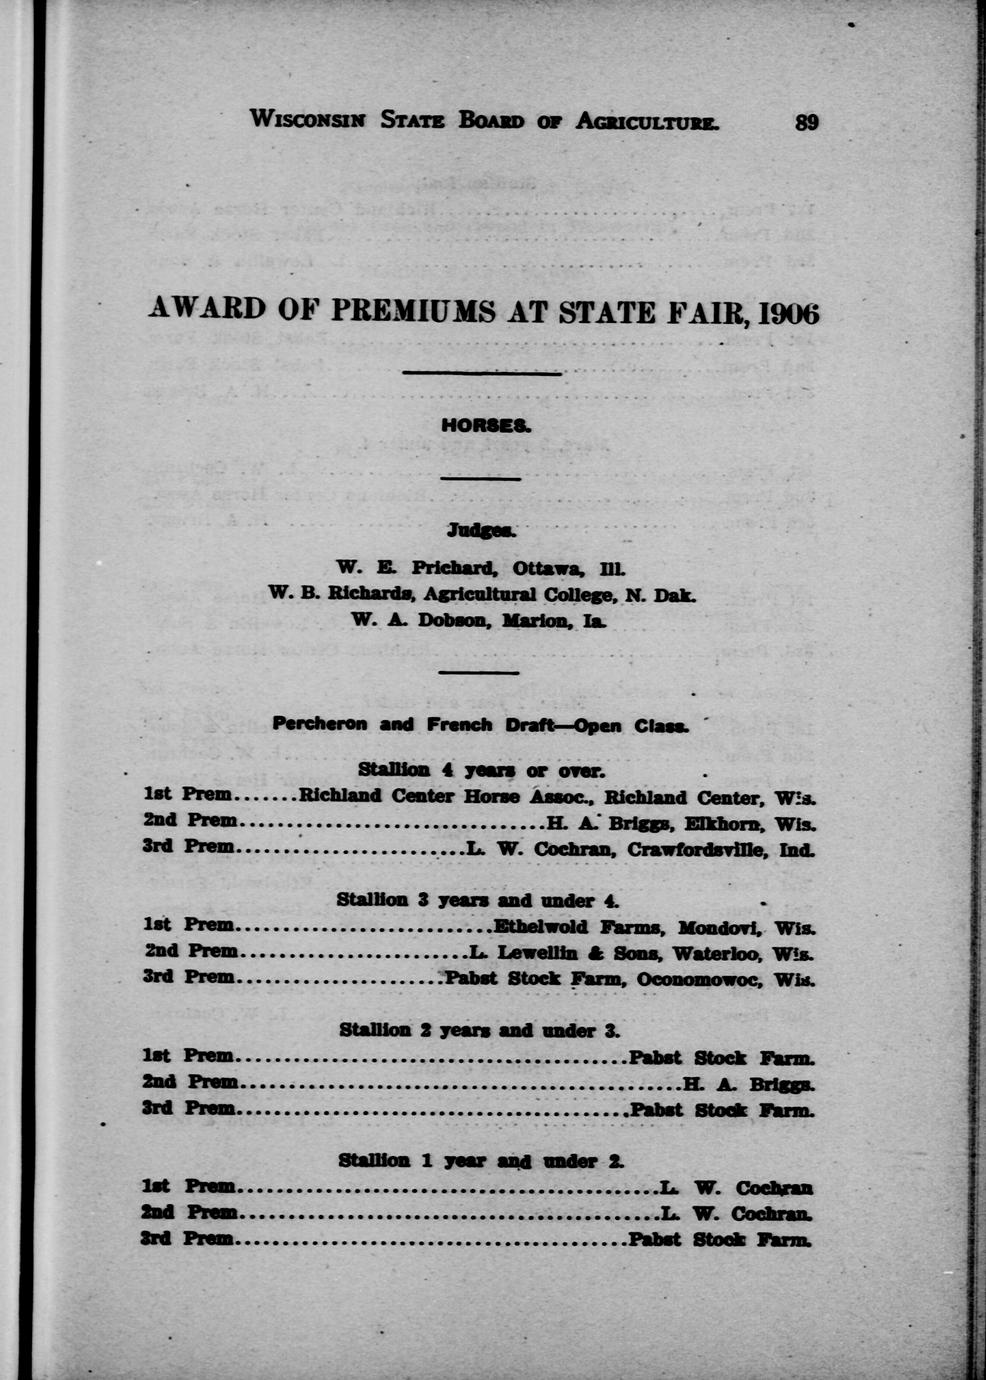 WISCONSIN STATE BOARD OF AGRICULTURE. 89
AWARD OF PREMIUMS AT STATE FAIR, 1906
HORSES.
Judges.
W. E. Prichard, Ottawa, Ill.
W. B. Richards, Agricultural College, N. Dak.
W. A. Dobson, Marion, Ia.
Percheron and French Draft—Open Class.
Stallion 4 years or over.
1st Prem.......Richland Center Horse Assoc., Richland Center, Wis.
2nd Prem................................H. A. Briggs, Elkhorn, Wis.
3rd Prem........................L. W. Cochran, Crawfordsville, Ind.
Stallion 3 years and under 4.
1st Prem...........................Ethelwold Farms, Mondovi, Wis.
2nd Prem........................L. Lewellin & Sons, Waterloo, Wis.
3rd Prem......................Pabst Stock Farm, Oconomowoc, Wis.
Stallion 2 years and under 3.
1st Prem.........................................Pabst Stock Farm.
2nd Prem..............................................H. A. Briggs.
3rd Prem.........................................Pabst Stock Farm.
Stallion 1 year and under 2.
1st Prem............................................L. W. Cochran
2nd Prem............................................L. W. Cochran.
3rd Prem.........................................Pabst Stock Farm.